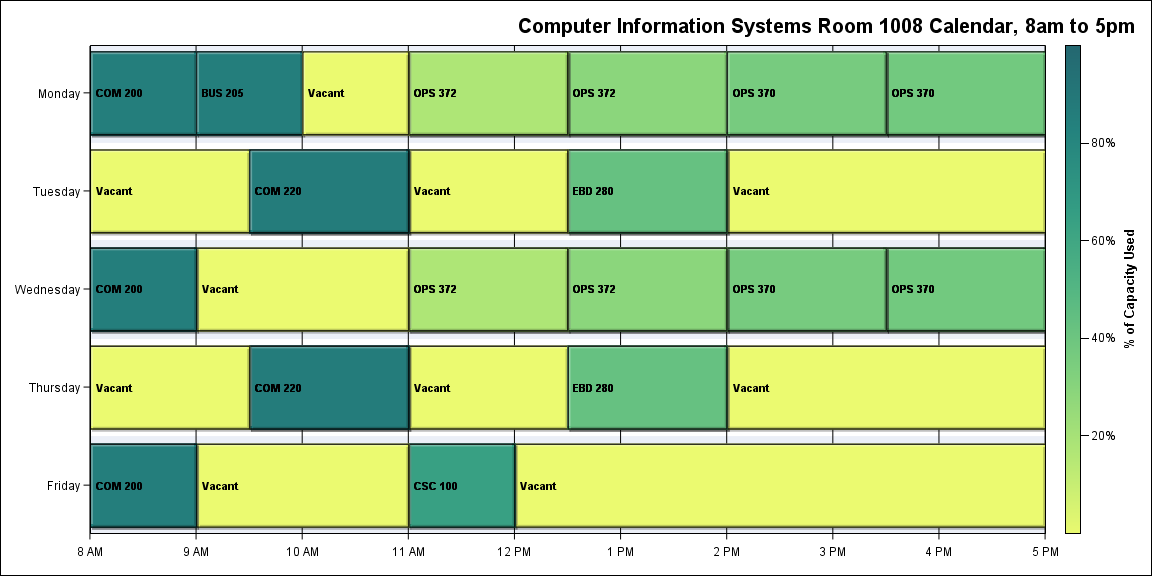 Computer Information Systems Room 1008 Calendar, 8am to 5pm
Monday
COM 200
BUS 205
Vacant
OPS 372
OPS 372
OPS 370
OPS 370
Tuesday
Vacant
COM 220
Vacant
EBD 280
Vacant
Wednesday
COM 200
Vacant
OPS 372
OPS 372
OPS 370
OPS 370
Thursday
Vacant
COM 220
Vacant
EBD 280
Vacant
Friday
COM 200
Vacant
CSC 100
Vacant
8 AM
9 AM
10 AM
11 AM
12 PM
1 PM
2 PM
3 PM
4 PM
5 PM
80%
60%
40%
20%
% of Capacity Used